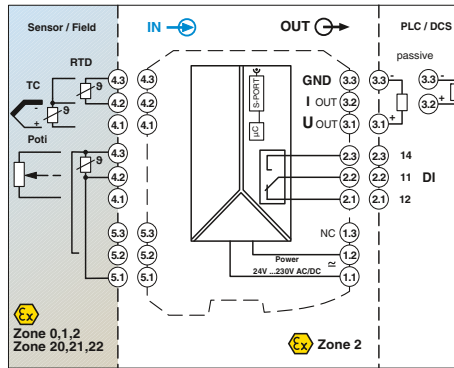 Sensor / Field
IN
OUT
PLC / DCS
RTD
TC
ϑ
ϑ
-
+
4.3
4.2
4.1
4.3
4.2
4.1
S-PORT
µC
GND
I OUT
U OUT
3.3
3.2
3.1
3.3
-
+
3.1
passive
3.3
-
3.2
+
Poti
ϑ
4.3
4.2
4.1
2.3
2.2
2.1
2.3
2.2
2.1
14
11
12
DI
5.3
5.2
5.1
5.3
5.2
5.1
NC
1.3
1.2
1.1
Power
24V ...230V AC/DC
≃
Ex
Zone 0,1,2
Zone 20,21,22
Ex
Zone 2